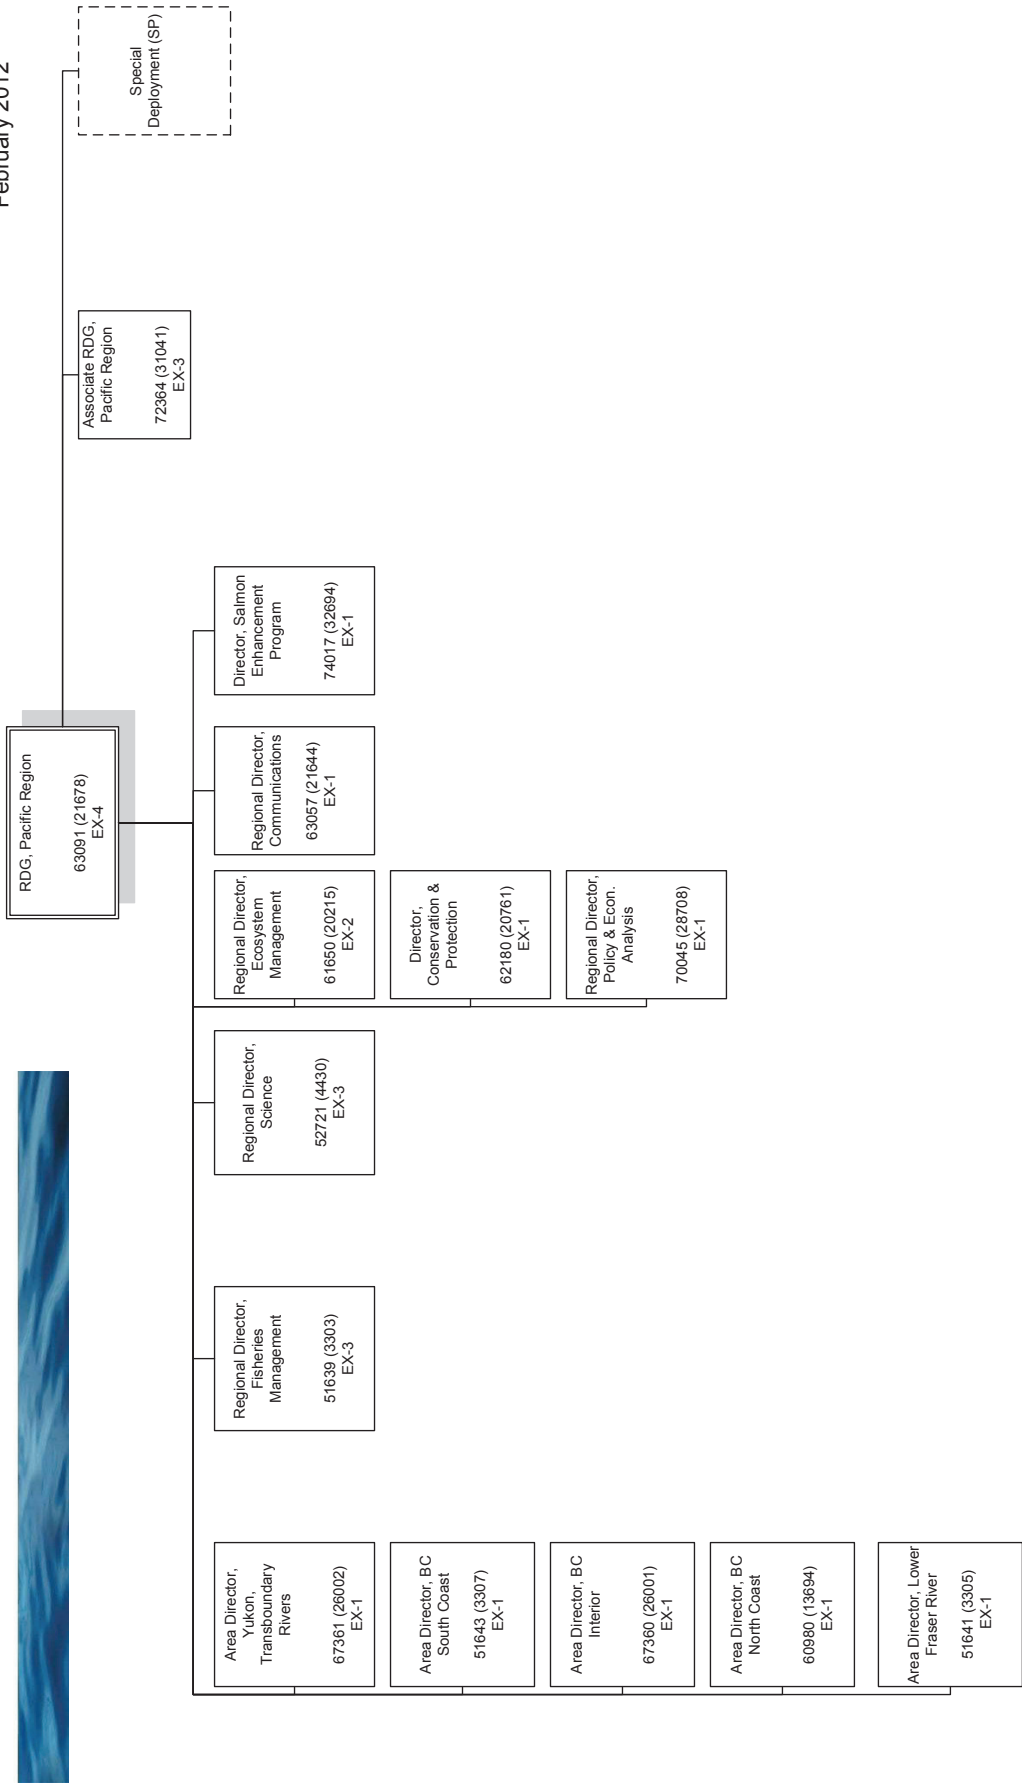 February 2012
RDG, Pacific Region
63091 (21678)
EX-4
Associate RDG,
Pacific Region
72364 (31041)
EX-3
Special
Deployment (SP)
Area Director,
Yukon,
Transboundary
Rivers
67361 (26002)
EX-1
Area Director, BC
South Coast
51643 (3307)
EX-1
Area Director, BC
Interior
67360 (26001)
EX-1
Area Director, BC
North Coast
60980 (13694)
EX-1
Area Director, Lower
Fraser River
51641 (3305)
EX-1
Regional Director,
Fisheries
Management
51639 (3303)
EX-3
Regional Director,
Science
52721 (4430)
EX-3
Regional Director,
Ecosystem
Management
61650 (20215)
EX-2
Director,
Conservation &
Protection
62180 (20761)
EX-1
Regional Director,
Policy & Econ.
Analysis
70045 (28708)
EX-1
Regional Director,
Communications
63057 (21644)
EX-1
Director, Salmon
Enhancement
Program
74017 (32694)
EX-1